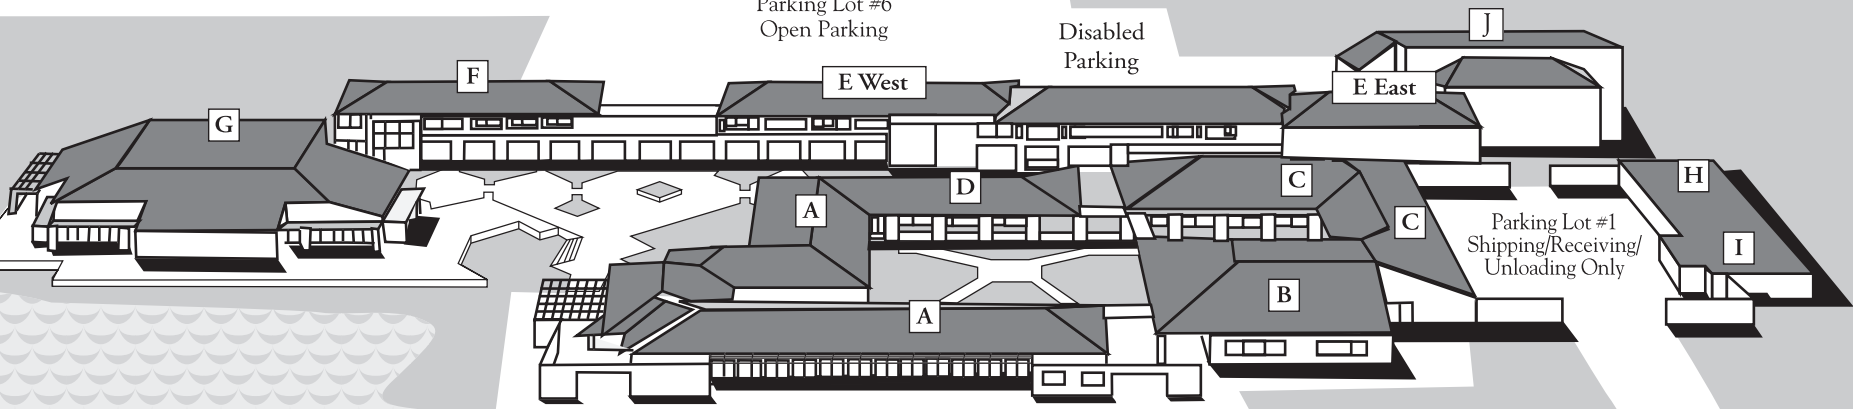 Parking Lot #6
Open Parking
Disabled
Parking
J
F
E West
E East
G
D
C
H
A
C
Parking Lot #1
Shipping/Receiving/
Unloading Only
I
B
A